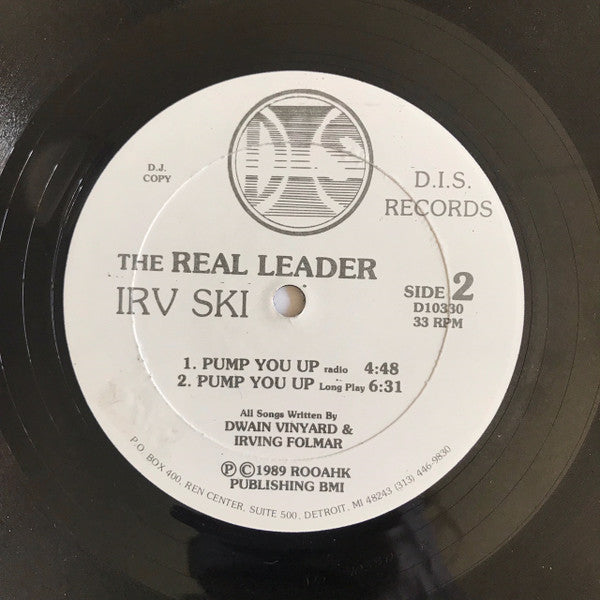 DIS
D.J.
COPY
D.I.S.
RECORDS
THE REAL LEADER
IRV SKI
SIDE 2
D10330
33 RPM
1. PUMP YOU UP radio 4:48
2. PUMP YOU UP Long Play 6:31
All Songs Written By
DWAIN VINYARD &
IRVING FOLMAR
Ⓟ ©1989 ROOAHK
PUBLISHING BMI
P.O. BOX 400, REN CENTER, SUITE 500, DETROIT, MI 48243 (313) 446-9830